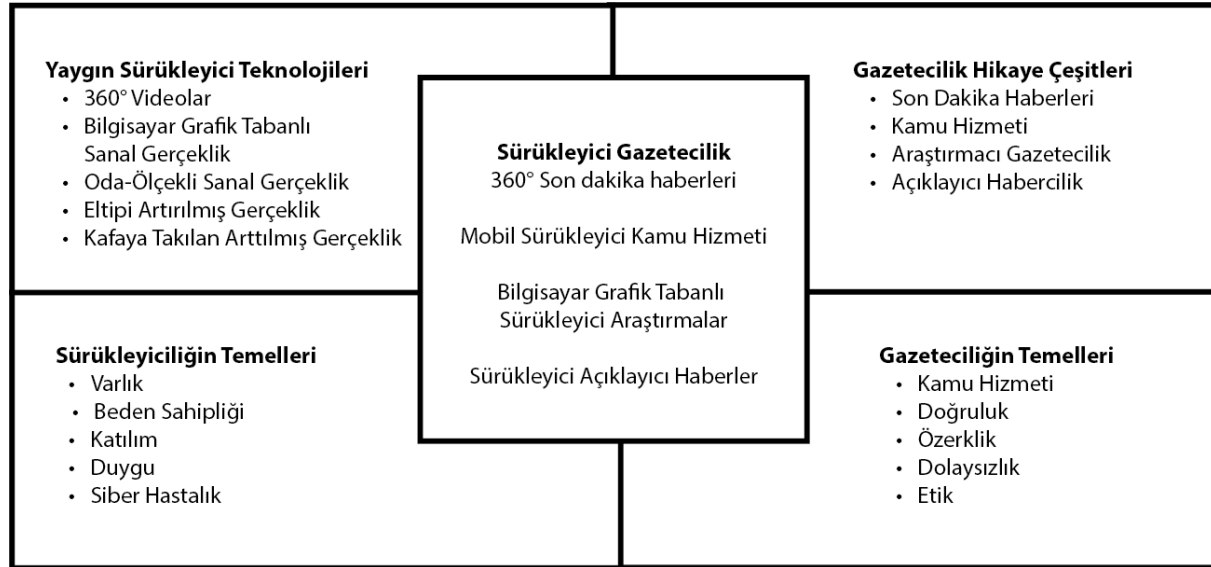 Yaygın Sürükleyici Teknolojileri
• 360° Videolar
• Bilgisayar Grafik Tabanlı
Sanal Gerçeklik
• Oda-Ölçekli Sanal Gerçeklik
• Eltipi Artırılmış Gerçeklik
• Kafaya Takılan Arttılmış Gerçeklik
Gazetecilik Hikaye Çeşitleri
• Son Dakika Haberleri
• Kamu Hizmeti
• Araştırmacı Gazetecilik
• Açıklayıcı Habercilik
Sürükleyici Gazetecilik
360° Son dakika haberleri
Mobil Sürükleyici Kamu Hizmeti
Bilgisayar Grafik Tabanlı
Sürükleyici Araştırmalar
Sürükleyici Açıklayıcı Haberler
Sürükleyiciliğin Temelleri
• Varlık
• Beden Sahipliği
• Katılım
• Duygu
• Siber Hastalık
Gazeteciliğin Temelleri
• Kamu Hizmeti
• Doğruluk
• Özerklik
• Dolaysızlık
• Etik